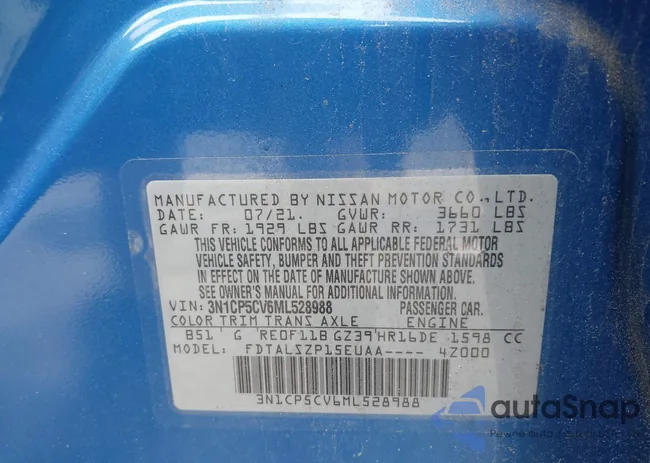 MANUFACTURED BY NISSAN MOTOR CO., LTD.
DATE: 07/21. GVWR: 3660 LBS
GAWR FR: 1929 LBS GAWR RR: 1731 LBS
THIS VEHICLE CONFORMS TO ALL APPLICABLE FEDERAL MOTOR
VEHICLE SAFETY, BUMPER AND THEFT PREVENTION STANDARDS
IN EFFECT ON THE DATE OF MANUFACTURE SHOWN ABOVE.
SEE OWNER'S MANUAL FOR ADDITIONAL INFORMATION.
VIN: 3N1CP5CV6ML528988 PASSENGER CAR.
COLOR TRIM TRANS AXLE ENGINE
B51' G RE0F11B GZ39'HR16DE 1598 CC
MODEL: FDTALSZP15EUAA---- 4Z000
3N1CP5CV6ML528988
autoSnap
Pewne auto z